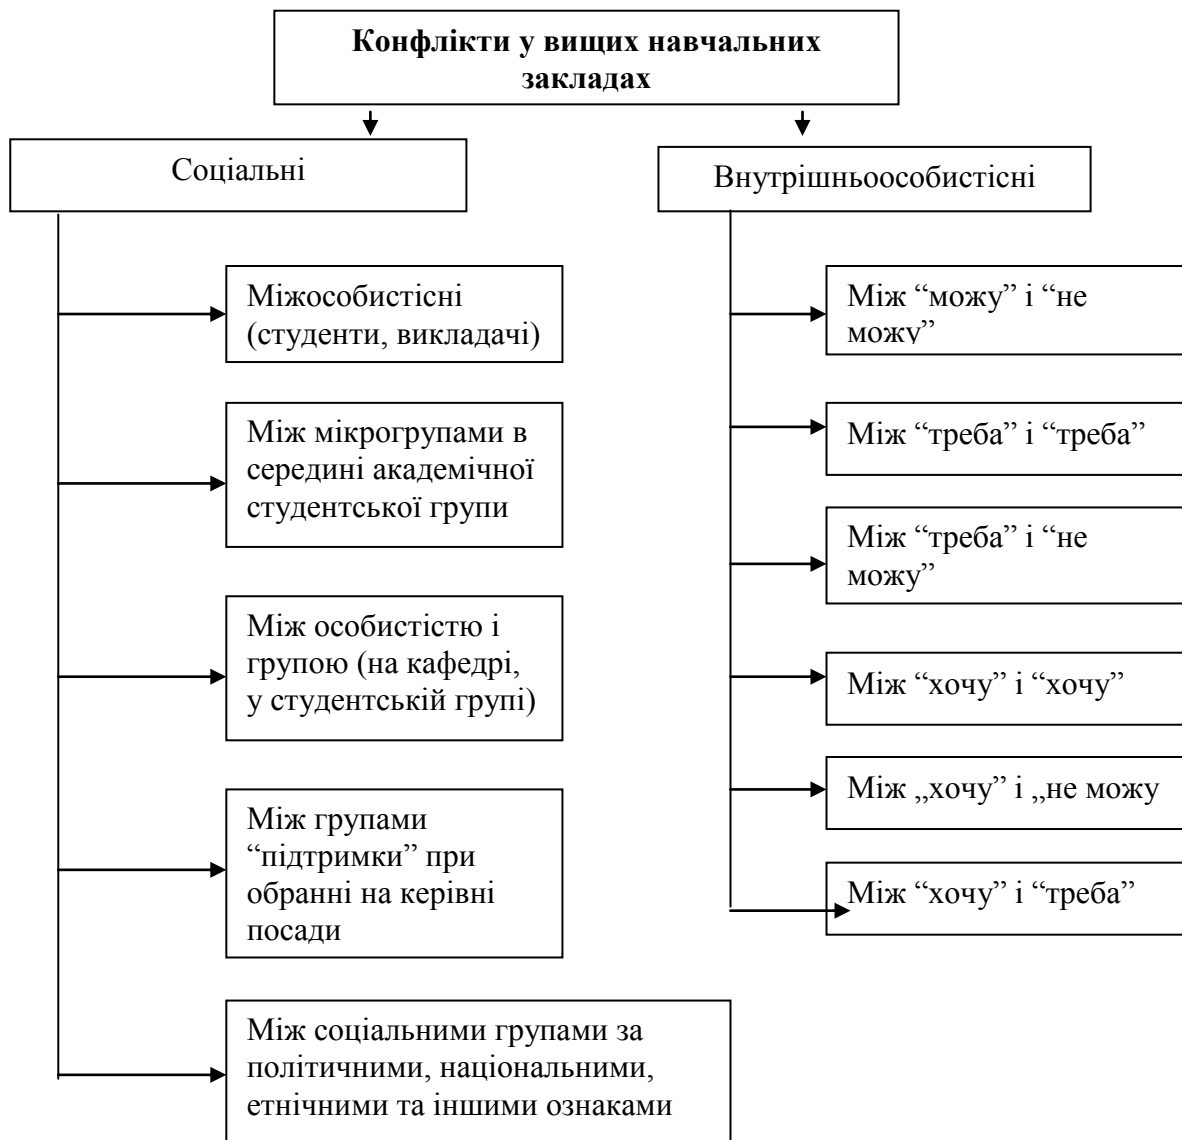 Конфлікти у вищих навчальних
закладах
Соціальні
Внутрішньоособистісні
Міжособистісні
(студенти, викладачі)
Між мікрогрупами в
середині академічної
студентської групи
Між особистістю і
групою (на кафедрі,
у студентській групі)
Між групами
“підтримки” при
обранні на керівні
посади
Між соціальними групами за
політичними, національними,
етнічними та іншими ознаками
Між “можу” і “не
можу”
Між “треба” і “треба”
Між “треба” і “не
можу”
Між “хочу” і “хочу”
Між „хочу” і „не можу
Між “хочу” і “треба”